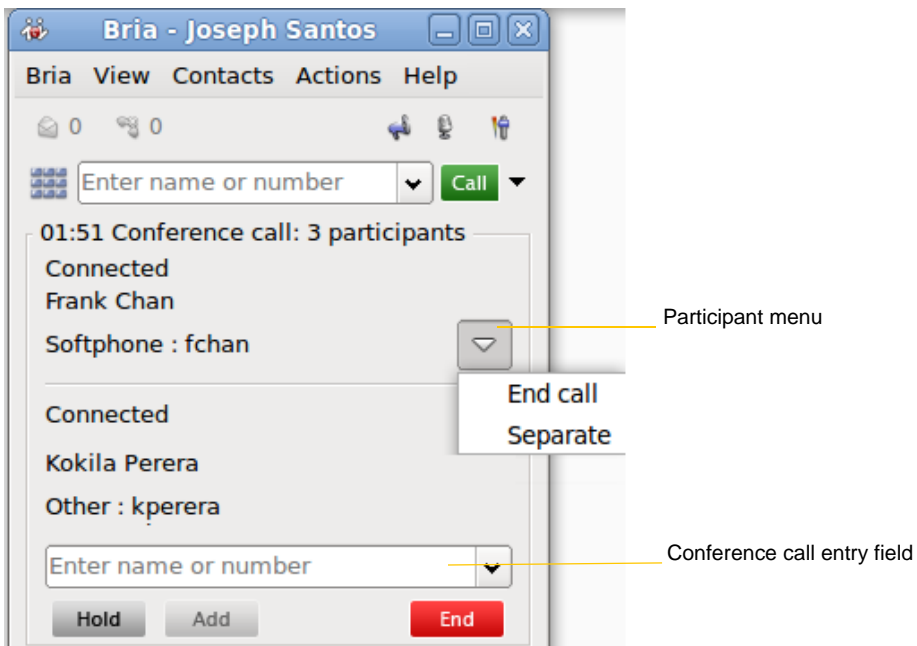 Bria - Joseph Santos
Bria View Contacts Actions Help
0 0
Enter name or number Call
01:51 Conference call: 3 participants
Connected
Frank Chan
Participant menu
Softphone : fchan
End call
Connected
Separate
Kokila Perera
Other : kperera
Conference call entry field
Enter name or number
Hold Add End